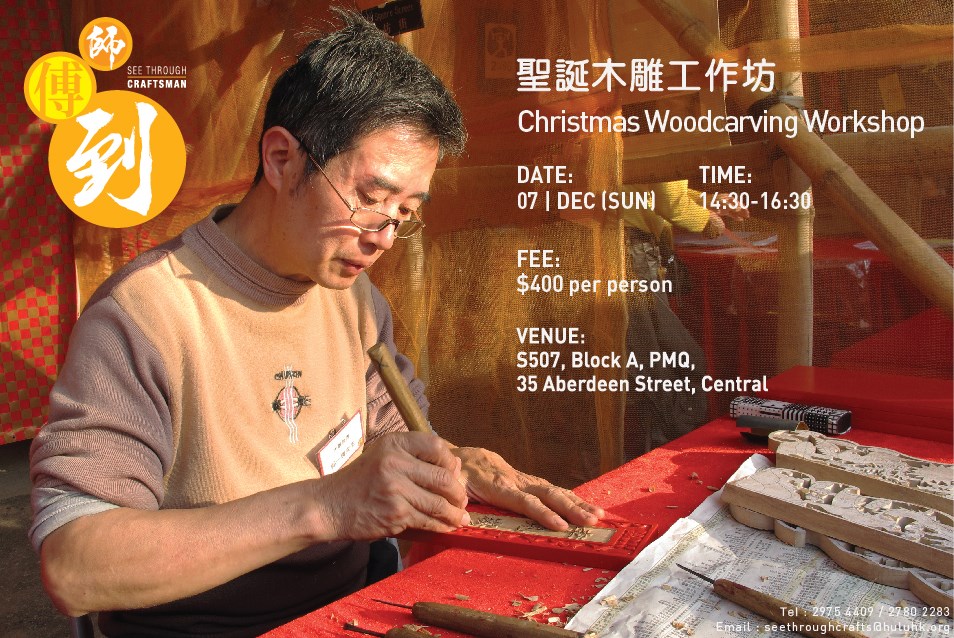 師
傅
到
SEE THROUGH
CRAFTSMAN
聖誕木雕工作坊
Christmas Woodcarving Workshop
DATE:
07 | DEC (SUN)
TIME:
14:30-16:30
FEE:
$400 per person
VENUE:
S507, Block A, PMQ,
35 Aberdeen Street, Central
Tel : 2975 4409 / 2780 2283
Email : seethroughcrafts@huluhk.org